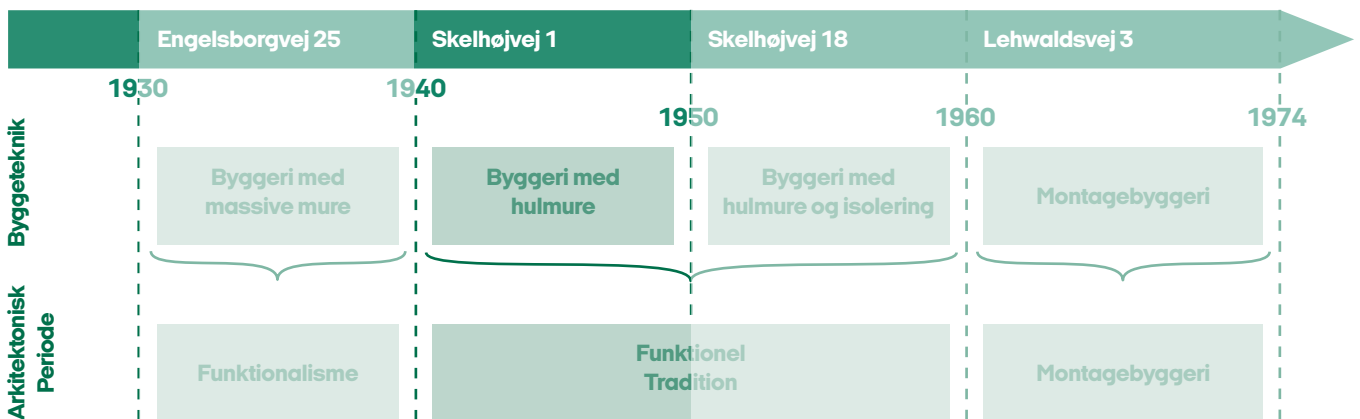 Engelsborgvej 25
Skelhøjvej 1
Skelhøjvej 18
Lehwaldsvej 3
1930
1940
1950
1960
1974
Byggeteknik
Byggeri med
massive mure
Byggeri med
hulmure
Byggeri med
hulmure og isolering
Montagebyggeri
Arkitektonisk
Periode
Funktionalisme
Funktionel
Tradition
Montagebyggeri